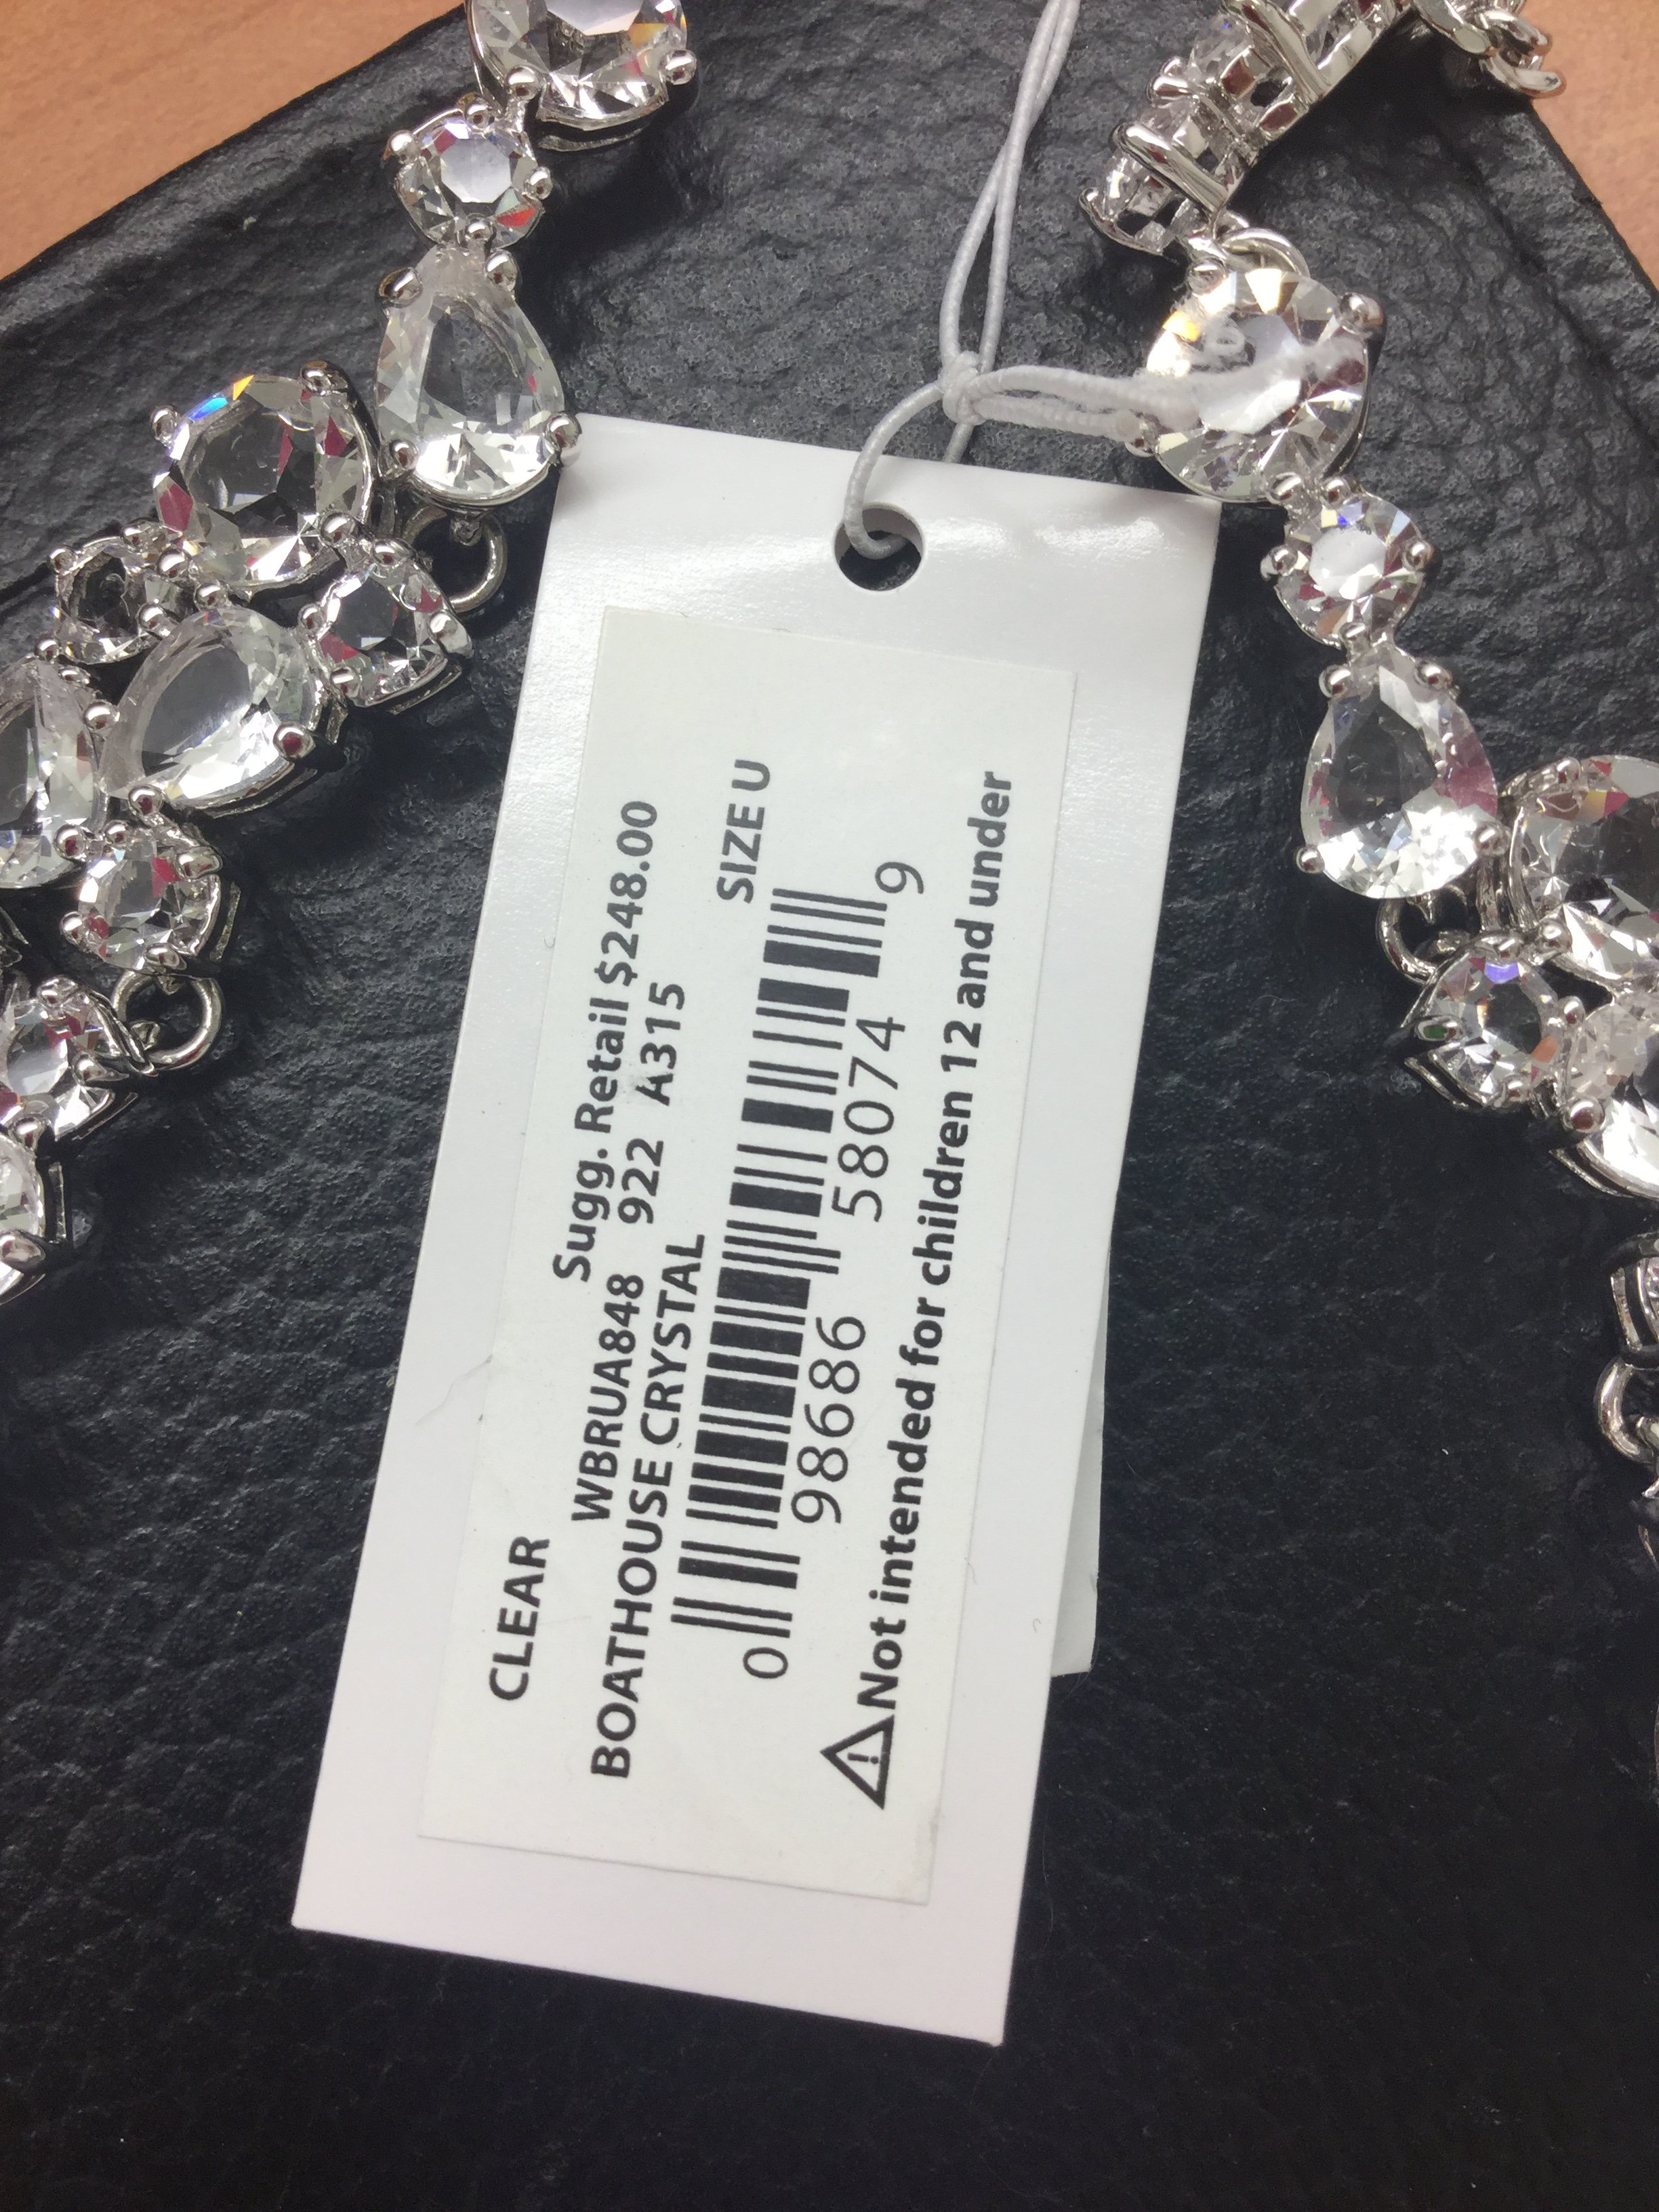 CLEAR
Sugg. Retail $248.00
WBRUA848 922 A315
BOATHOUSE CRYSTAL
SIZE U
0 98686 58074 9
⚠Not intended for children 12 and under